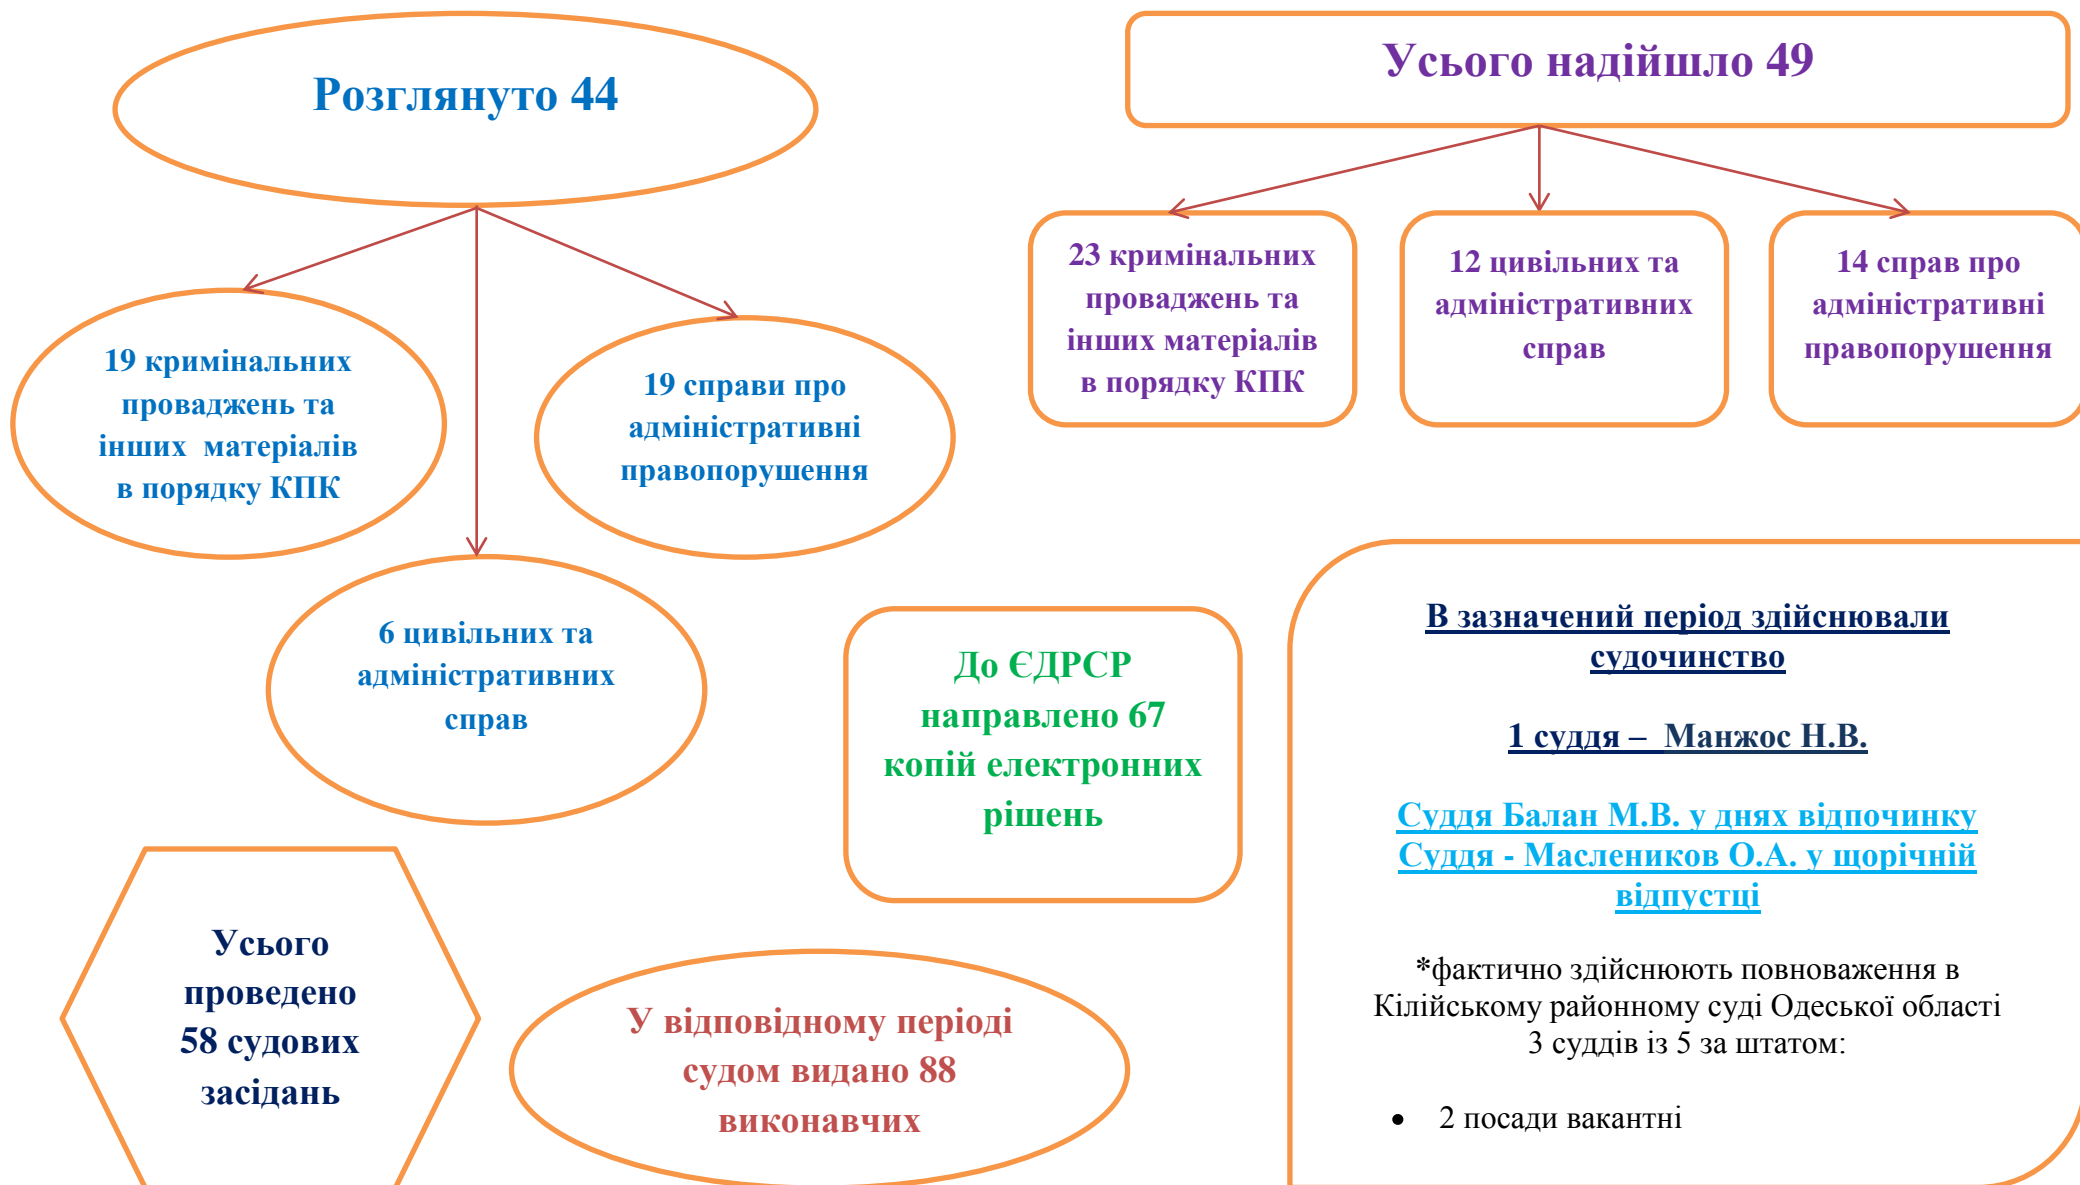 Розглянуто 44
19 кримінальних
проваджень та
інших матеріалів
в порядку КПК
19 справи про
адміністративні
правопорушення
6 цивільних та
адміністративних
справ
Усього надійшло 49
23 кримінальних
проваджень та
інших матеріалів
в порядку КПК
12 цивільних та
адміністративних
справ
14 справ про
адміністративні
правопорушення
До ЄДРСР
направлено 67
копій електронних
рішень
Усього
проведено
58 судових
засідань
У відповідному періоді
судом видано 88
виконавчих
В зазначений період здійснювали
судочинство
1 суддя – Манжос Н.В.
Суддя Балан М.В. у днях відпочинку
Суддя - Маслеников О.А. у щорічній
відпустці
*фактично здійснюють повноваження в
Кілійському районному суді Одеської області
3 суддів із 5 за штатом:
• 2 посади вакантні